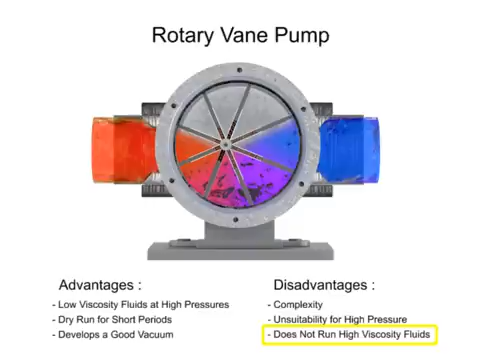 Rotary Vane Pump
Advantages :
- Low Viscosity Fluids at High Pressures
- Dry Run for Short Periods
- Develops a Good Vacuum
Disadvantages :
- Complexity
- Unsuitability for High Pressure
- Does Not Run High Viscosity Fluids